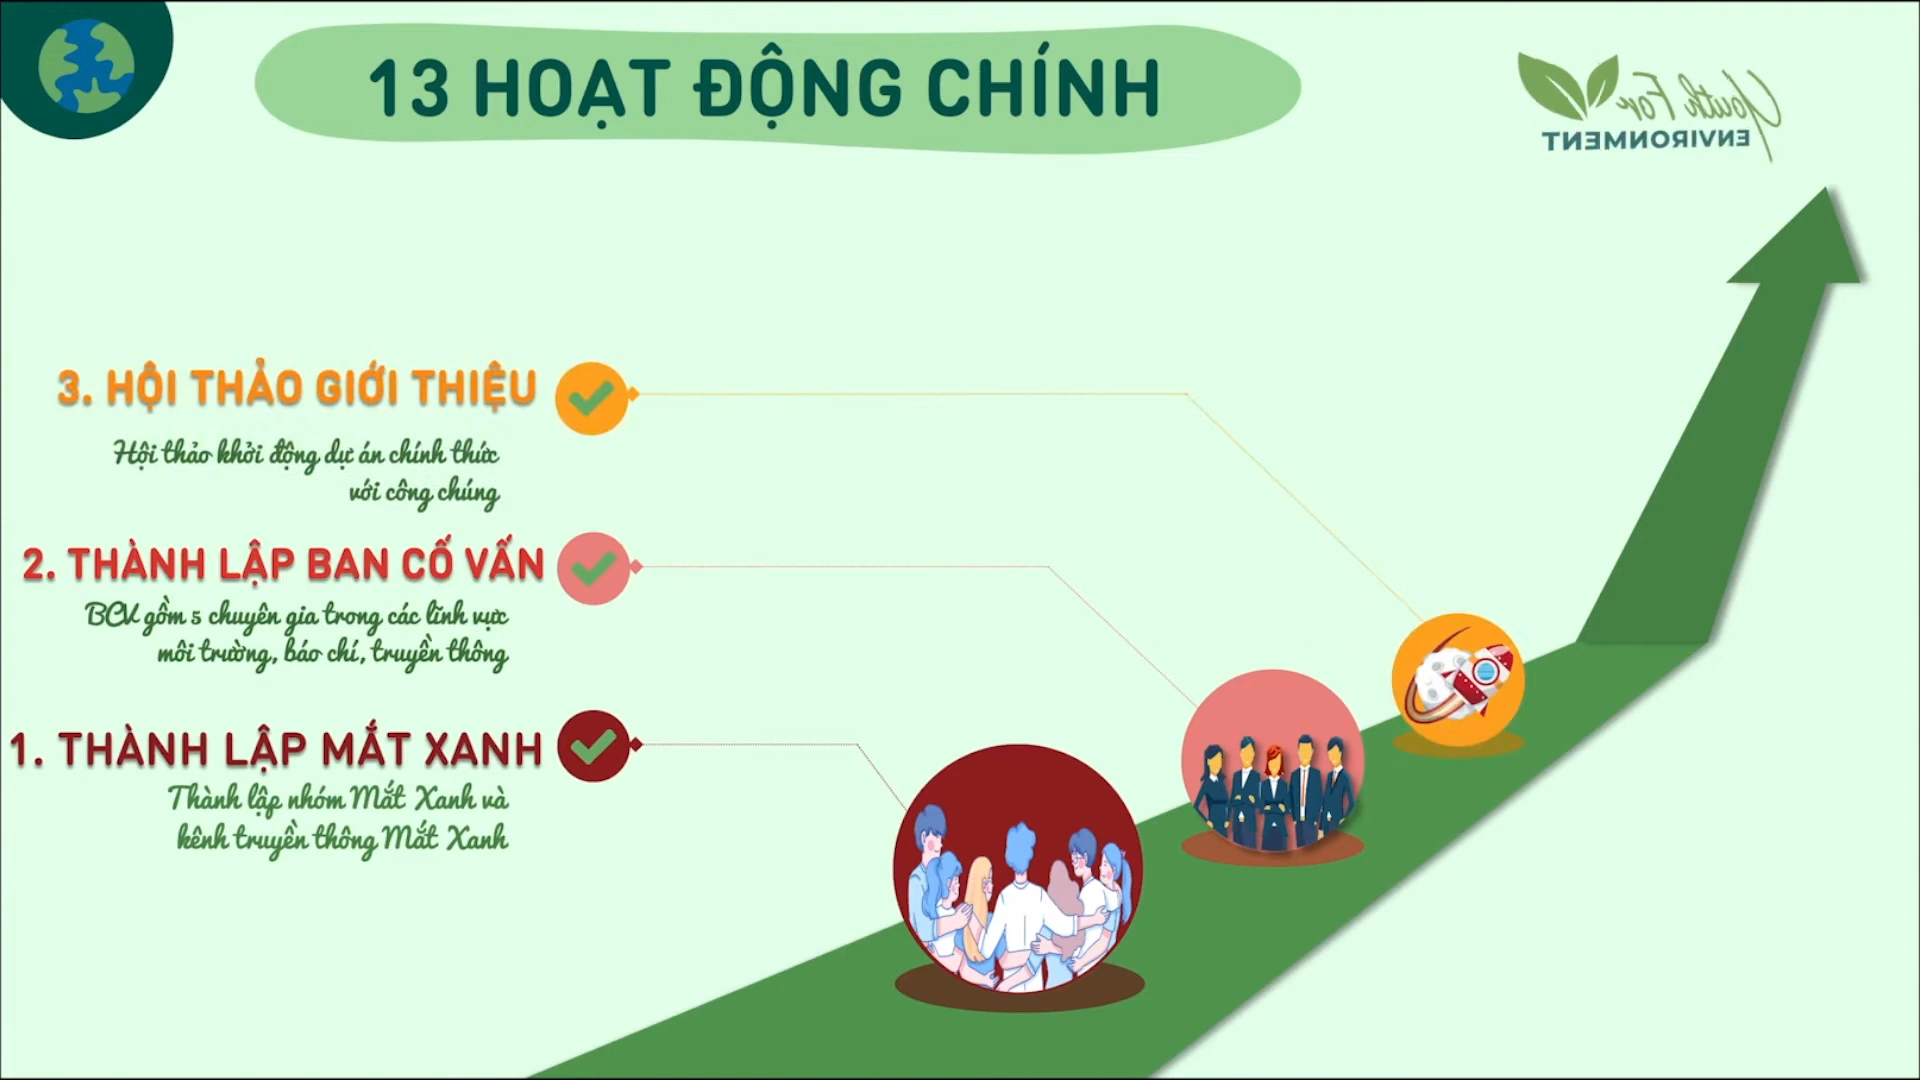 13 HOẠT ĐỘNG CHÍNH
Youth For
ENVIRONMENT
3. HỘI THẢO GIỚI THIỆU
Hội thảo khởi động dự án chính thức
với công chúng
2. THÀNH LẬP BAN CỐ VẤN
BCV gồm 5 chuyên gia trong các lĩnh vực
môi trường, báo chí, truyền thông
1. THÀNH LẬP MẮT XANH
Thành lập nhóm Mắt Xanh và
kênh truyền thông Mắt Xanh